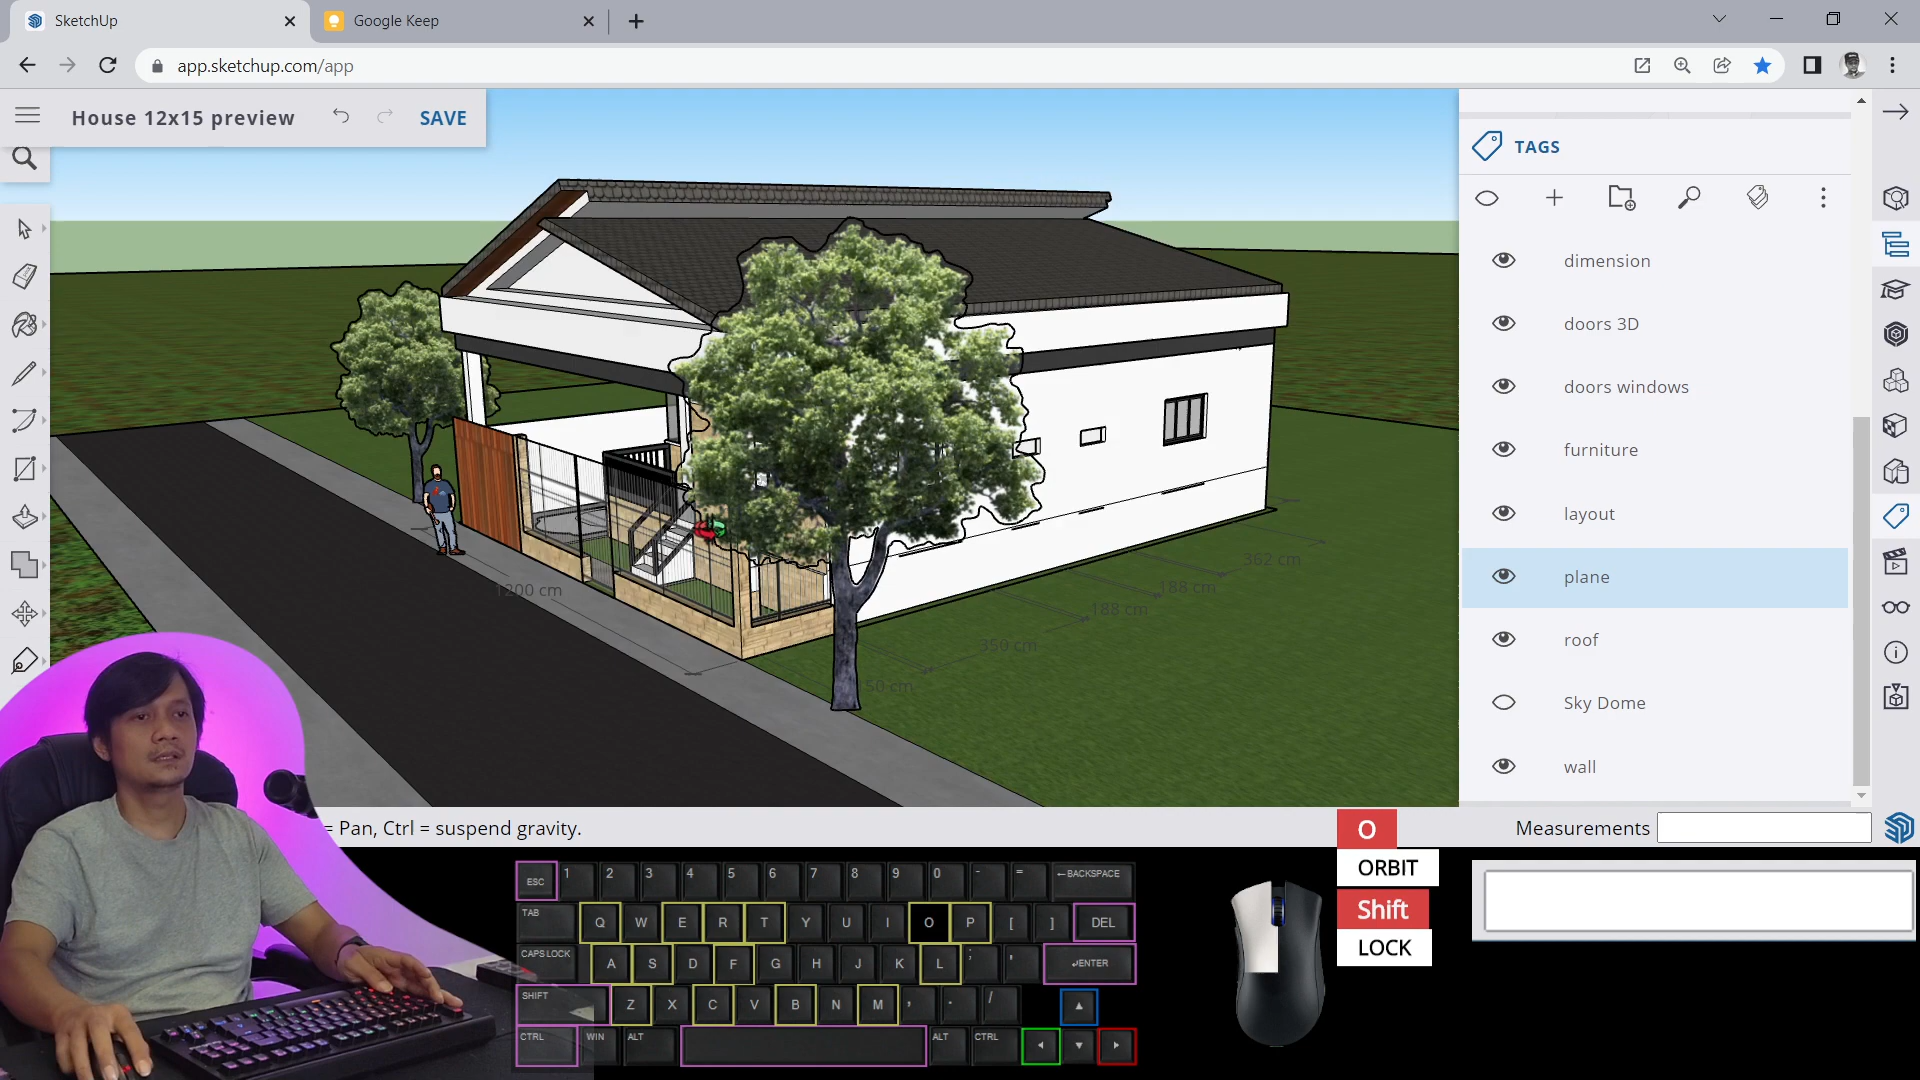 SketchUp
Google Keep
app.sketchup.com/app
House 12x15 preview
SAVE
TAGS
dimension
doors 3D
doors windows
furniture
layout
plane
roof
Sky Dome
wall
1200 cm
362 cm
188 cm
188 cm
350 cm
50 cm
= Pan, Ctrl = suspend gravity.
Measurements
O
ORBIT
Shift
LOCK
ESC 1 2 3 4 5 6 7 8 9 0 - = ←BACKSPACE
TAB Q W E R T Y U I O P [ ] DEL
CAPS LOCK A S D F G H J K L ; ' ↵ENTER
SHIFT Z X C V B N M , . / ▲
CTRL WIN ALT ALT CTRL ◄ ▼ ►